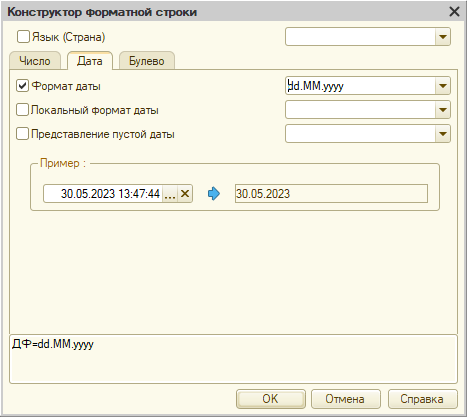 Конструктор форматной строки
Язык (Страна)
Число Дата Булево
Формат даты dd.MM.yyyy
Локальный формат даты
Представление пустой даты
Пример :
30.05.2023 13:47:44 ... 30.05.2023
ДФ=dd.MM.yyyy
OK Отмена Справка